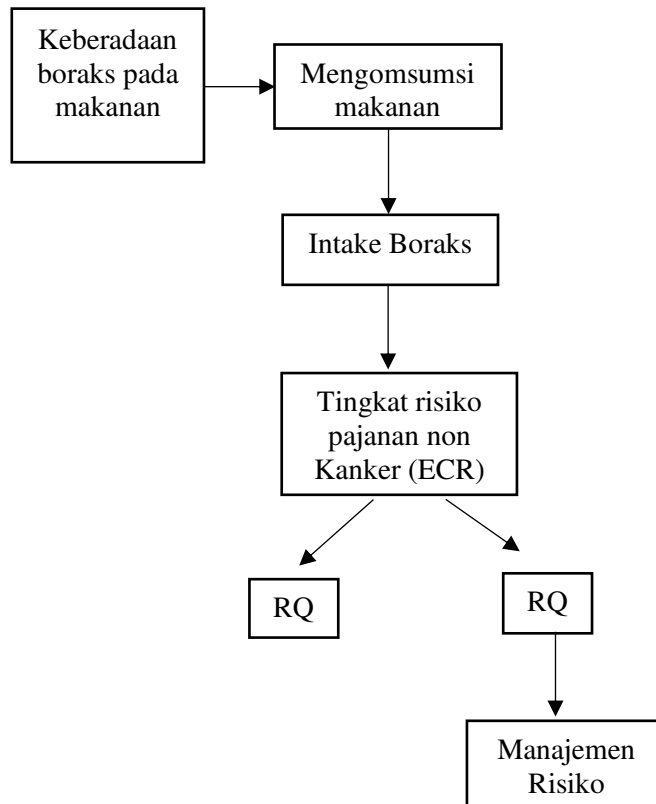 Keberadaan
boraks pada
makanan
Mengomsumsi
makanan
Intake Boraks
Tingkat risiko
pajanan non
Kanker (ECR)
RQ
RQ
Manajemen
Risiko